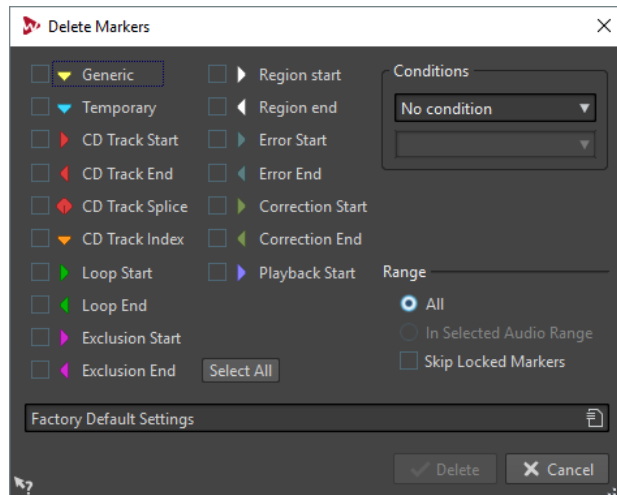 Delete Markers
Generic
Temporary
CD Track Start
CD Track End
CD Track Splice
CD Track Index
Loop Start
Loop End
Exclusion Start
Exclusion End
Region start
Region end
Error Start
Error End
Correction Start
Correction End
Playback Start
Select All
Conditions
No condition
Range
All
In Selected Audio Range
Skip Locked Markers
Factory Default Settings
Delete
Cancel
?